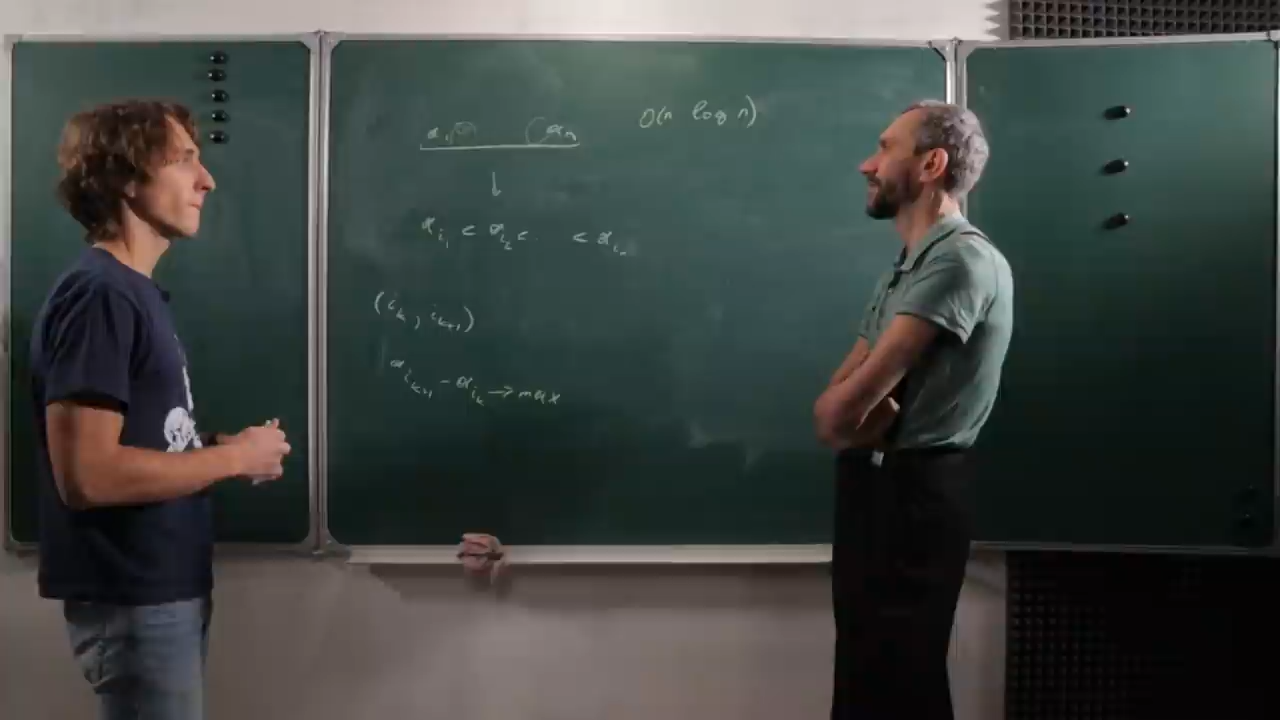 a₁ aₙ O(n log n)
↓
a_{i₁} < a_{i₂} < .. < a_{iₙ}
(i_k, i_{k+1})
a_{i_{k+1}} - a_{i_k} → max